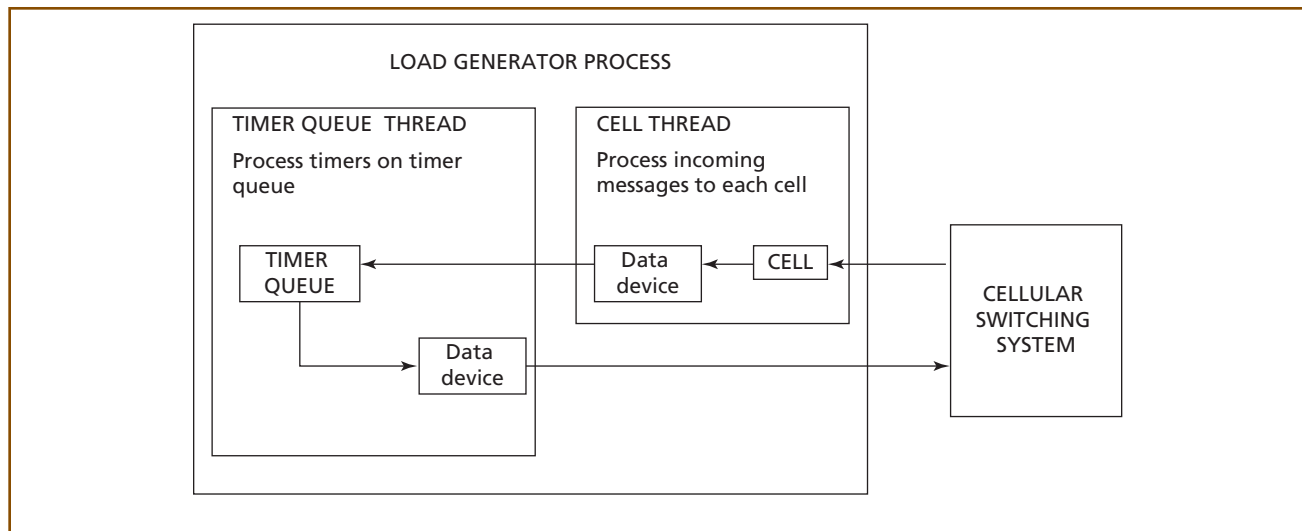 LOAD GENERATOR PROCESS
TIMER QUEUE THREAD
Process timers on timer
queue
CELL THREAD
Process incoming
messages to each cell
TIMER
QUEUE
Data
device
CELL
Data
device
CELLULAR
SWITCHING
SYSTEM